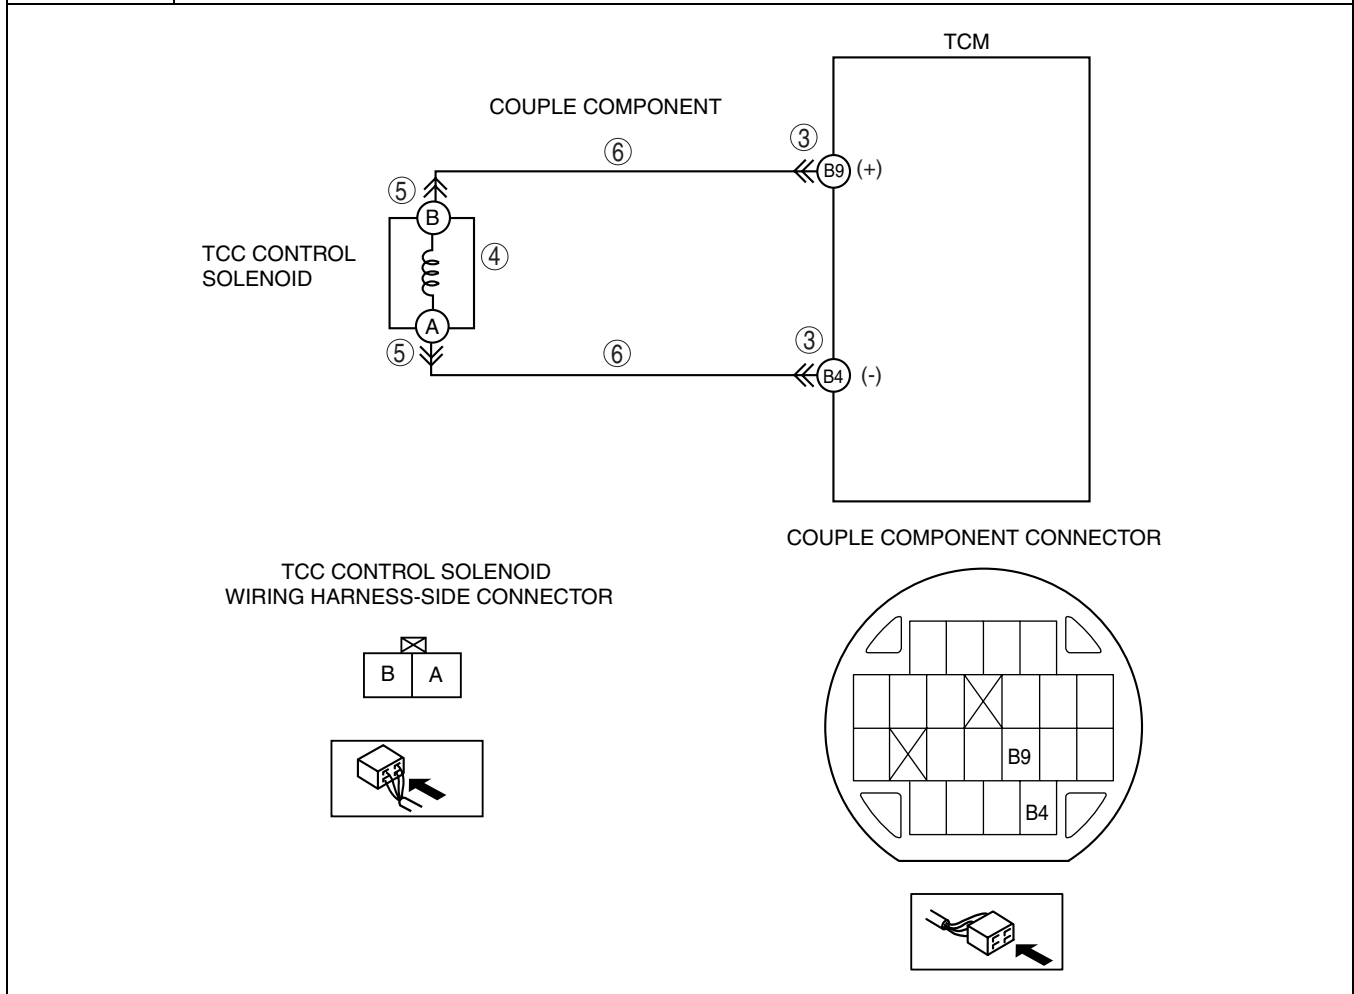 TCM
COUPLE COMPONENT
③
⑥
B9
(+)
⑤
B
TCC CONTROL
SOLENOID
④
A
⑤
⑥
③
B4
(-)
COUPLE COMPONENT CONNECTOR
TCC CONTROL SOLENOID
WIRING HARNESS-SIDE CONNECTOR
B A
B9
B4